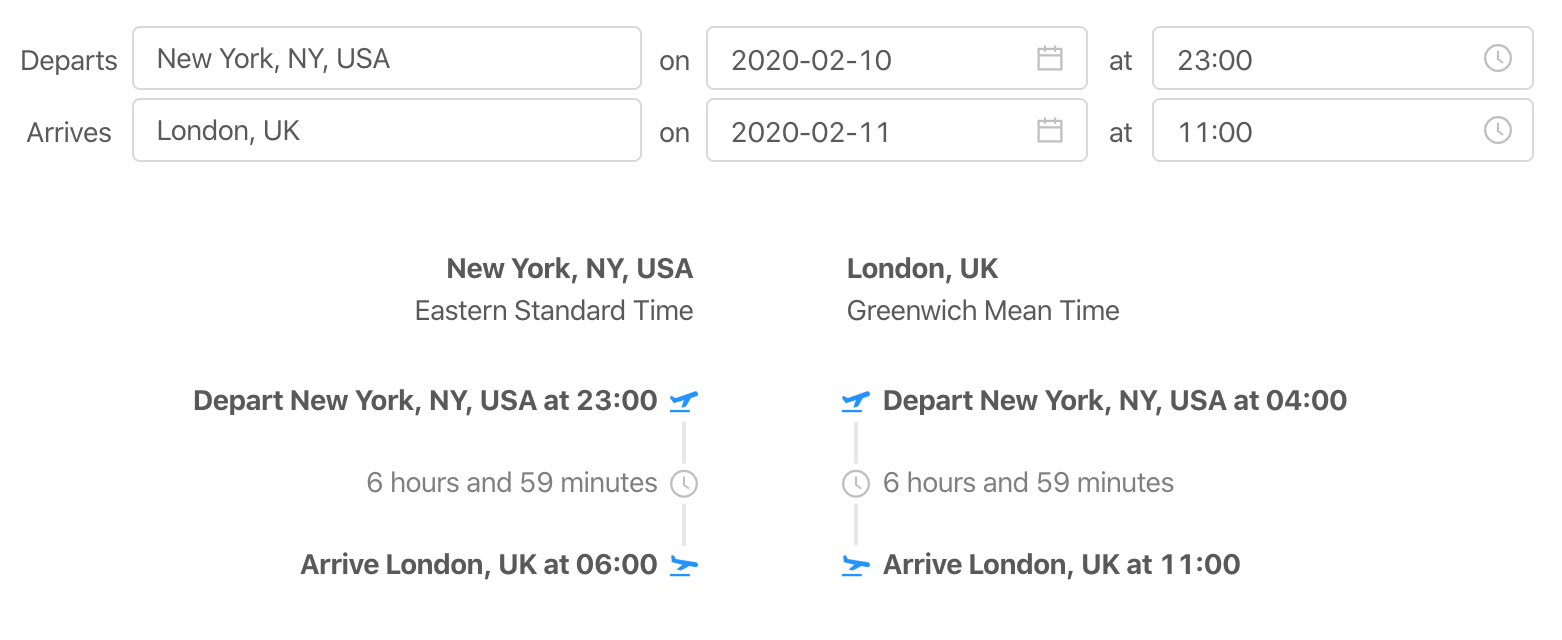 Departs New York, NY, USA on 2020-02-10 at 23:00
Arrives London, UK on 2020-02-11 at 11:00
New York, NY, USA London, UK
Eastern Standard Time Greenwich Mean Time
Depart New York, NY, USA at 23:00 Depart New York, NY, USA at 04:00
6 hours and 59 minutes 6 hours and 59 minutes
Arrive London, UK at 06:00 Arrive London, UK at 11:00